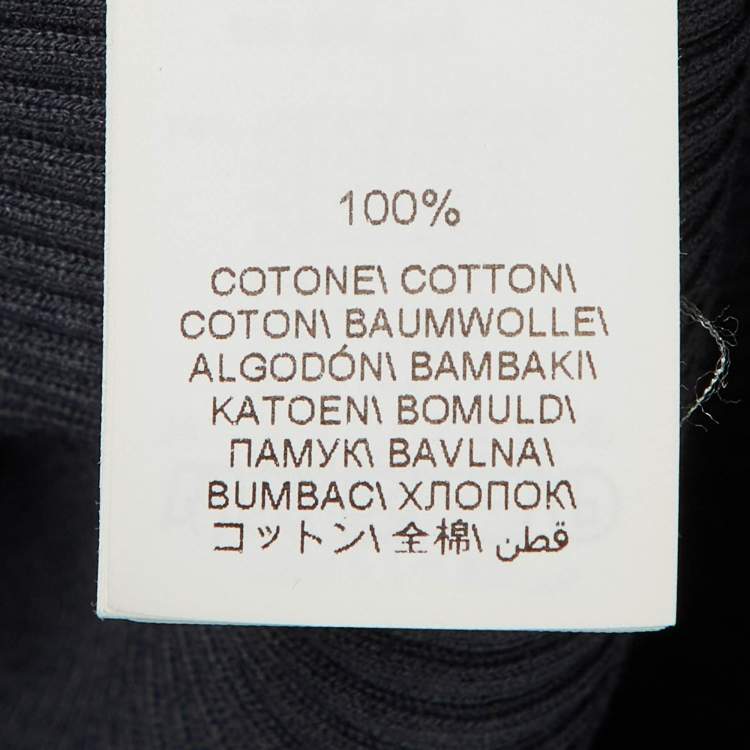 100%
COTONE\ COTTON\
COTON\ BAUMWOLLE\
ALGODÓN\ BAMBAKI\
KATOEN\ BOMULD\
ПАМУК\ BAVLNA\
BUMBAC\ ХЛОПОК\
コットン\ 全棉\ قطن